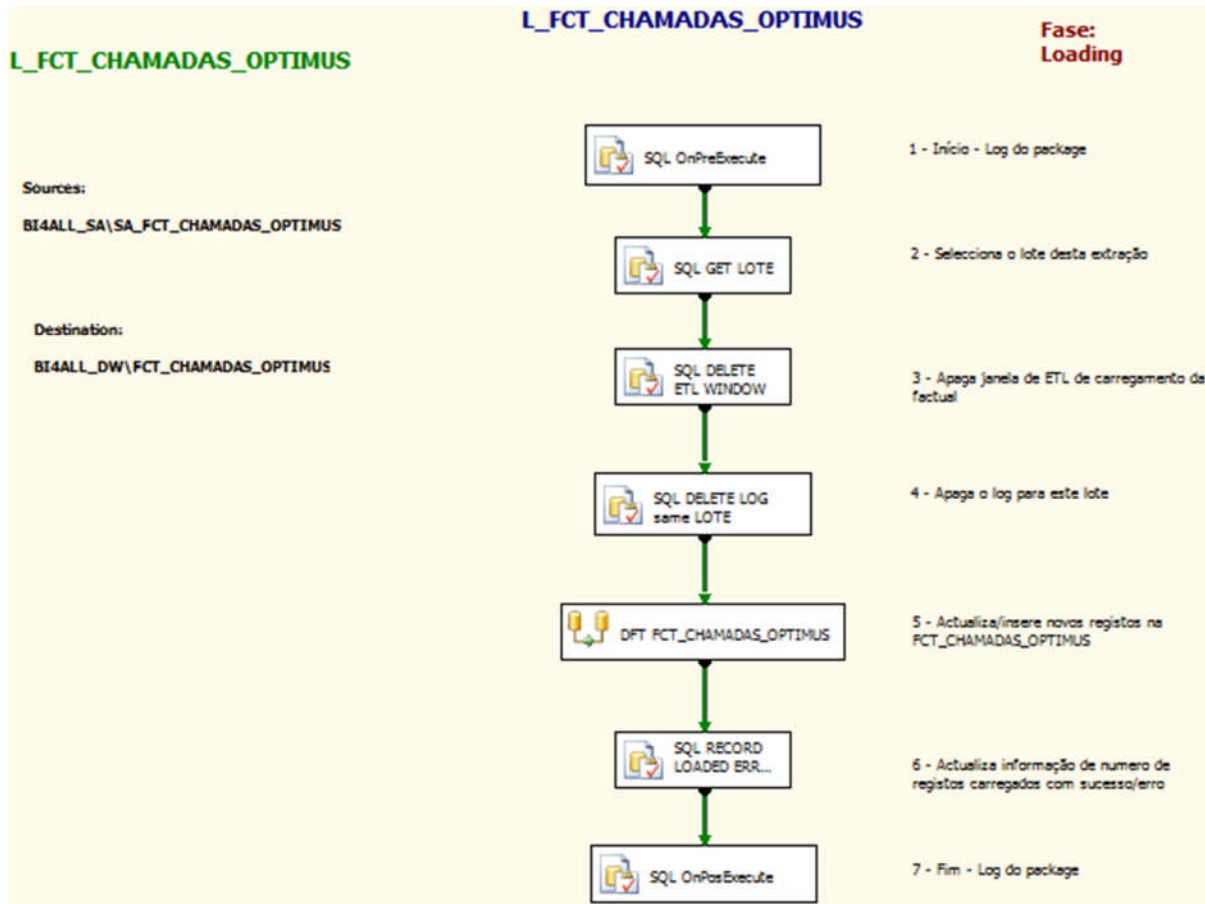 L_FCT_CHAMADAS_OPTIMUS
Fase:
Loading
L_FCT_CHAMADAS_OPTIMUS
Sources:
BI4ALL_SA\SA_FCT_CHAMADAS_OPTIMUS
Destination:
BI4ALL_DW\FCT_CHAMADAS_OPTIMUS
SQL OnPreExecute
1 - Início - Log do package
SQL GET LOTE
2 - Selecciona o lote desta extração
SQL DELETE
ETL WINDOW
3 - Apaga janela de ETL de carregamento da
factual
SQL DELETE LOG
same LOTE
4 - Apaga o log para este lote
DFT FCT_CHAMADAS_OPTIMUS
5 - Actualiza/insere novos registos na
FCT_CHAMADAS_OPTIMUS
SQL RECORD
LOADED ERR...
6 - Actualiza informação de numero de
registos carregados com sucesso/erro
SQL OnPosExecute
7 - Fim - Log do package